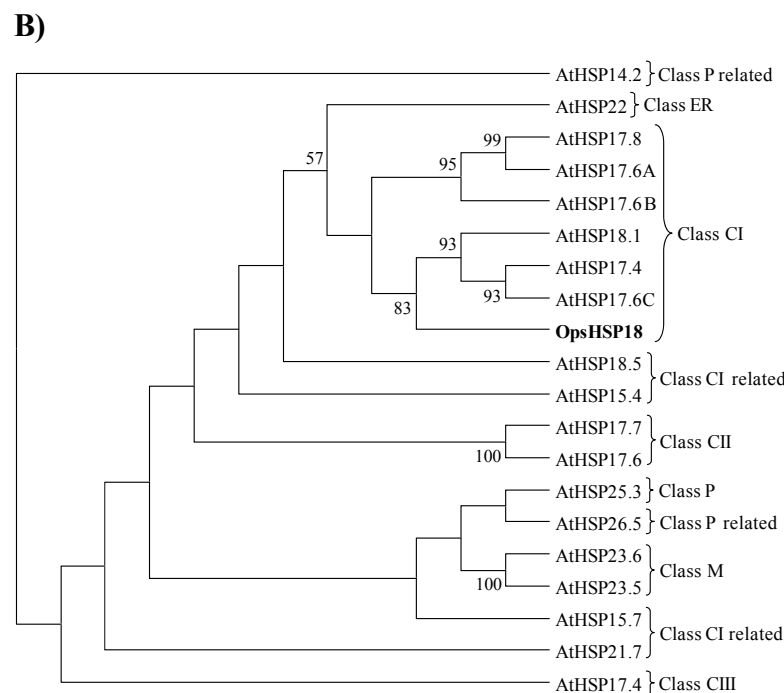 B)
AtHSP14.2 Class P related
AtHSP22 Class ER
99 AtHSP17.8
57 95 AtHSP17.6A
AtHSP17.6B
Class CI
93 AtHSP18.1
AtHSP17.4
93 AtHSP17.6C
83
OpsHSP18
AtHSP18.5
Class CI related
AtHSP15.4
AtHSP17.7
Class CII
100 AtHSP17.6
AtHSP25.3 Class P
AtHSP26.5 Class P related
AtHSP23.6
Class M
100 AtHSP23.5
AtHSP15.7
Class CI related
AtHSP21.7
AtHSP17.4 Class CIII